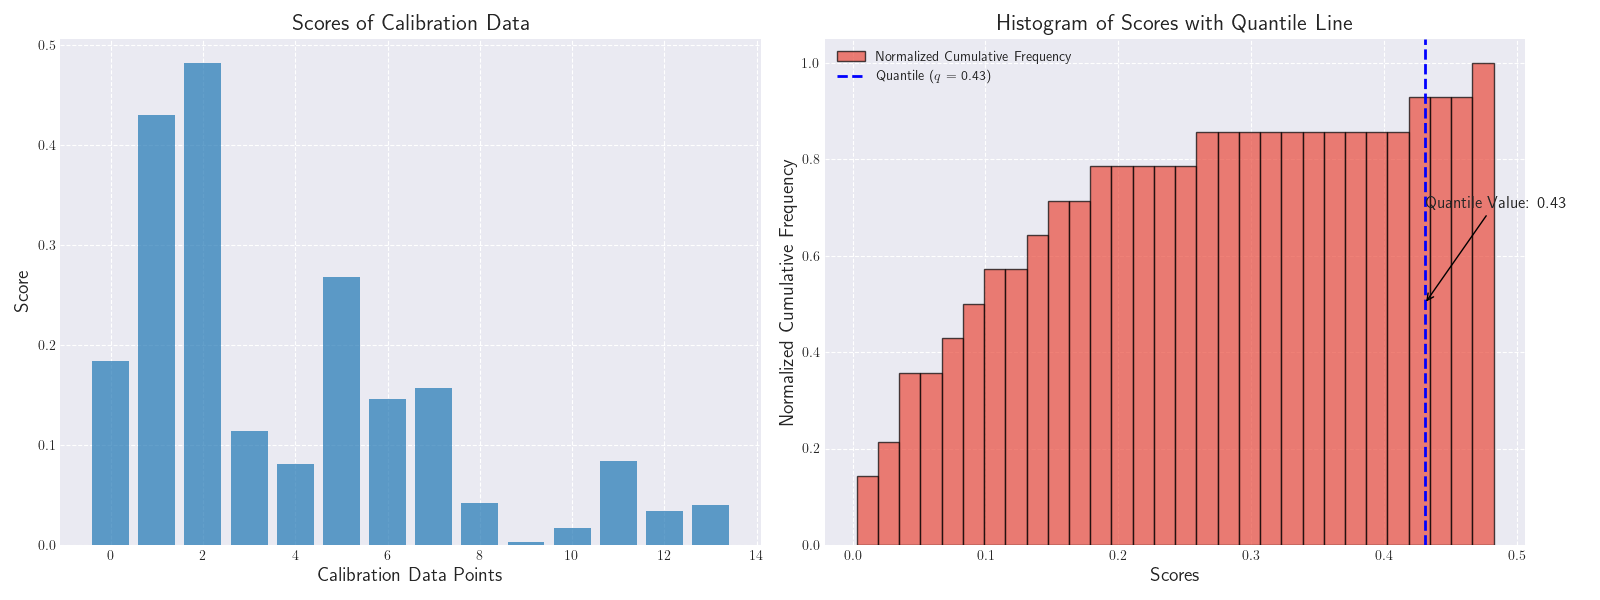 Scores of Calibration Data
0.5
0.4
0.3
0.2
0.1
0.0
Score
0 2 4 6 8 10 12 14
Calibration Data Points
Histogram of Scores with Quantile Line
Normalized Cumulative Frequency
Quantile (q = 0.43)
1.0
0.8
0.6
0.4
0.2
0.0
Normalized Cumulative Frequency
Quantile Value: 0.43
0.0 0.1 0.2 0.3 0.4 0.5
Scores